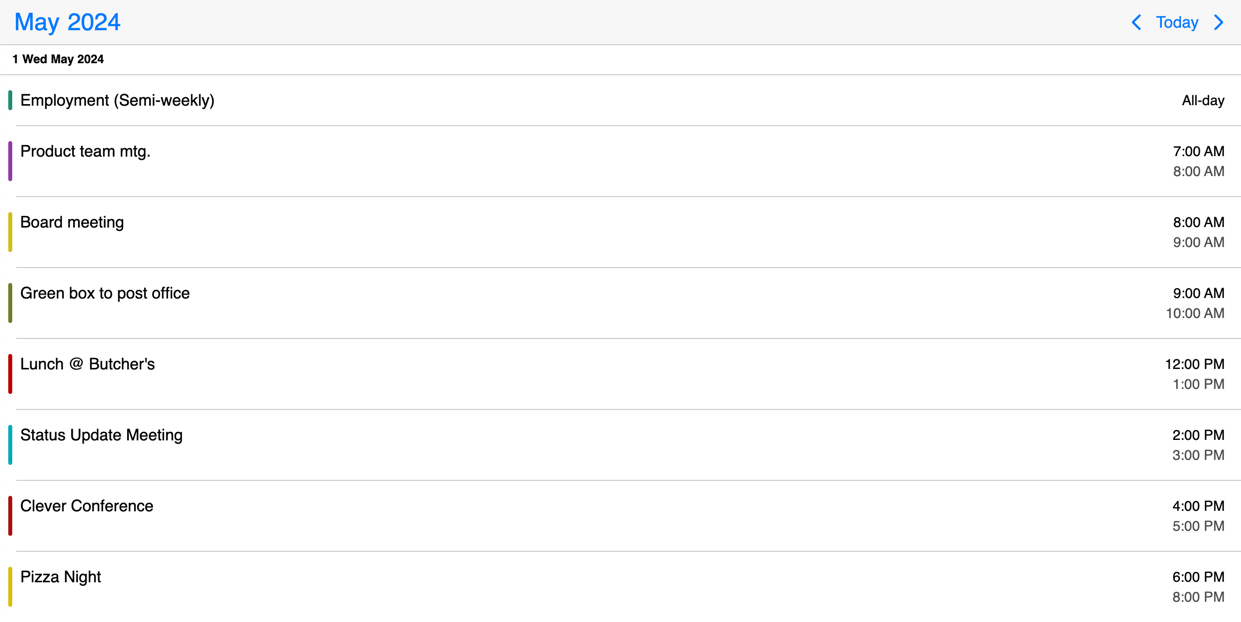 May 2024
Today
1 Wed May 2024
Employment (Semi-weekly)
All-day
Product team mtg.
7:00 AM
8:00 AM
Board meeting
8:00 AM
9:00 AM
Green box to post office
9:00 AM
10:00 AM
Lunch @ Butcher's
12:00 PM
1:00 PM
Status Update Meeting
2:00 PM
3:00 PM
Clever Conference
4:00 PM
5:00 PM
Pizza Night
6:00 PM
8:00 PM